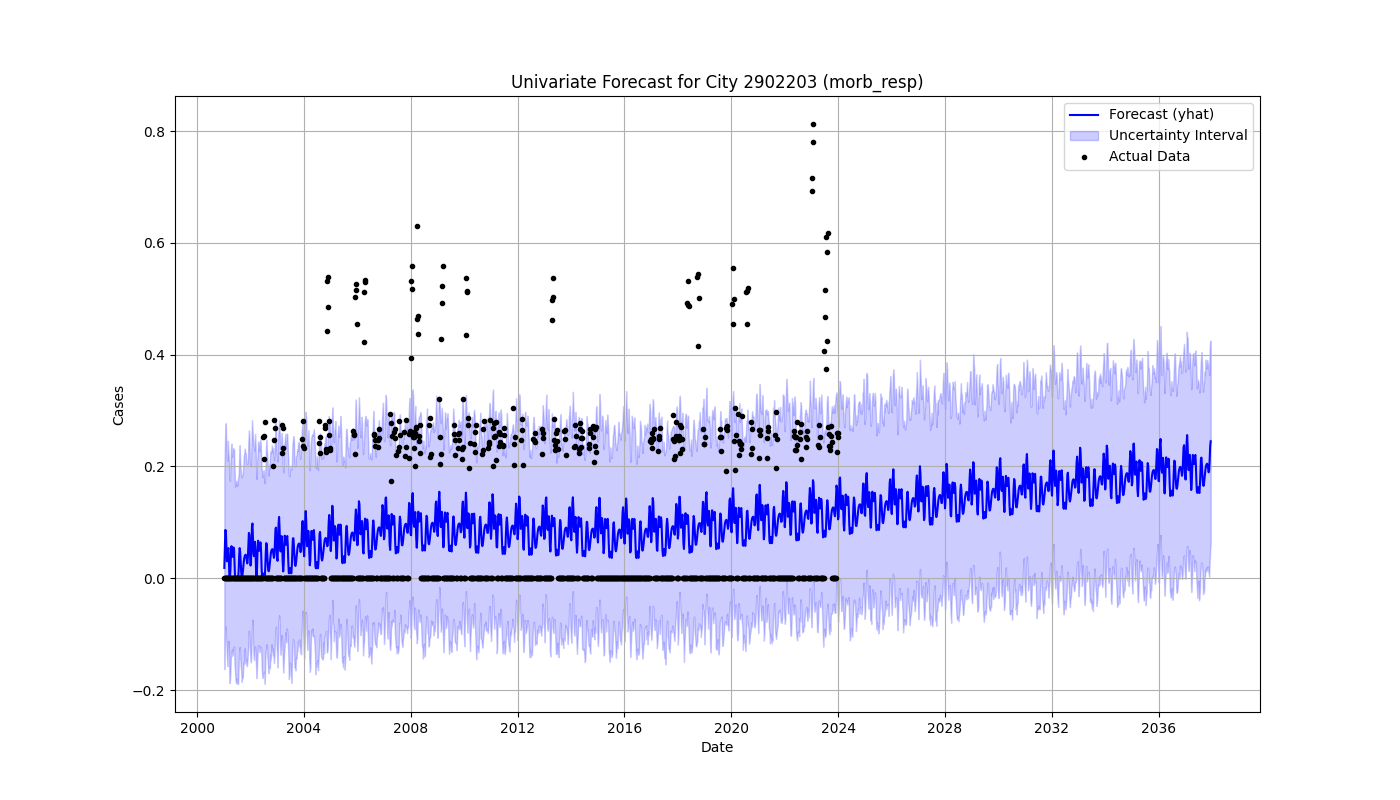 Univariate Forecast for City 2902203 (morb_resp)
Forecast (yhat)
Uncertainty Interval
Actual Data
Cases
0.8
0.6
0.4
0.2
0.0
−0.2
2000 2004 2008 2012 2016 2020 2024 2028 2032 2036
Date